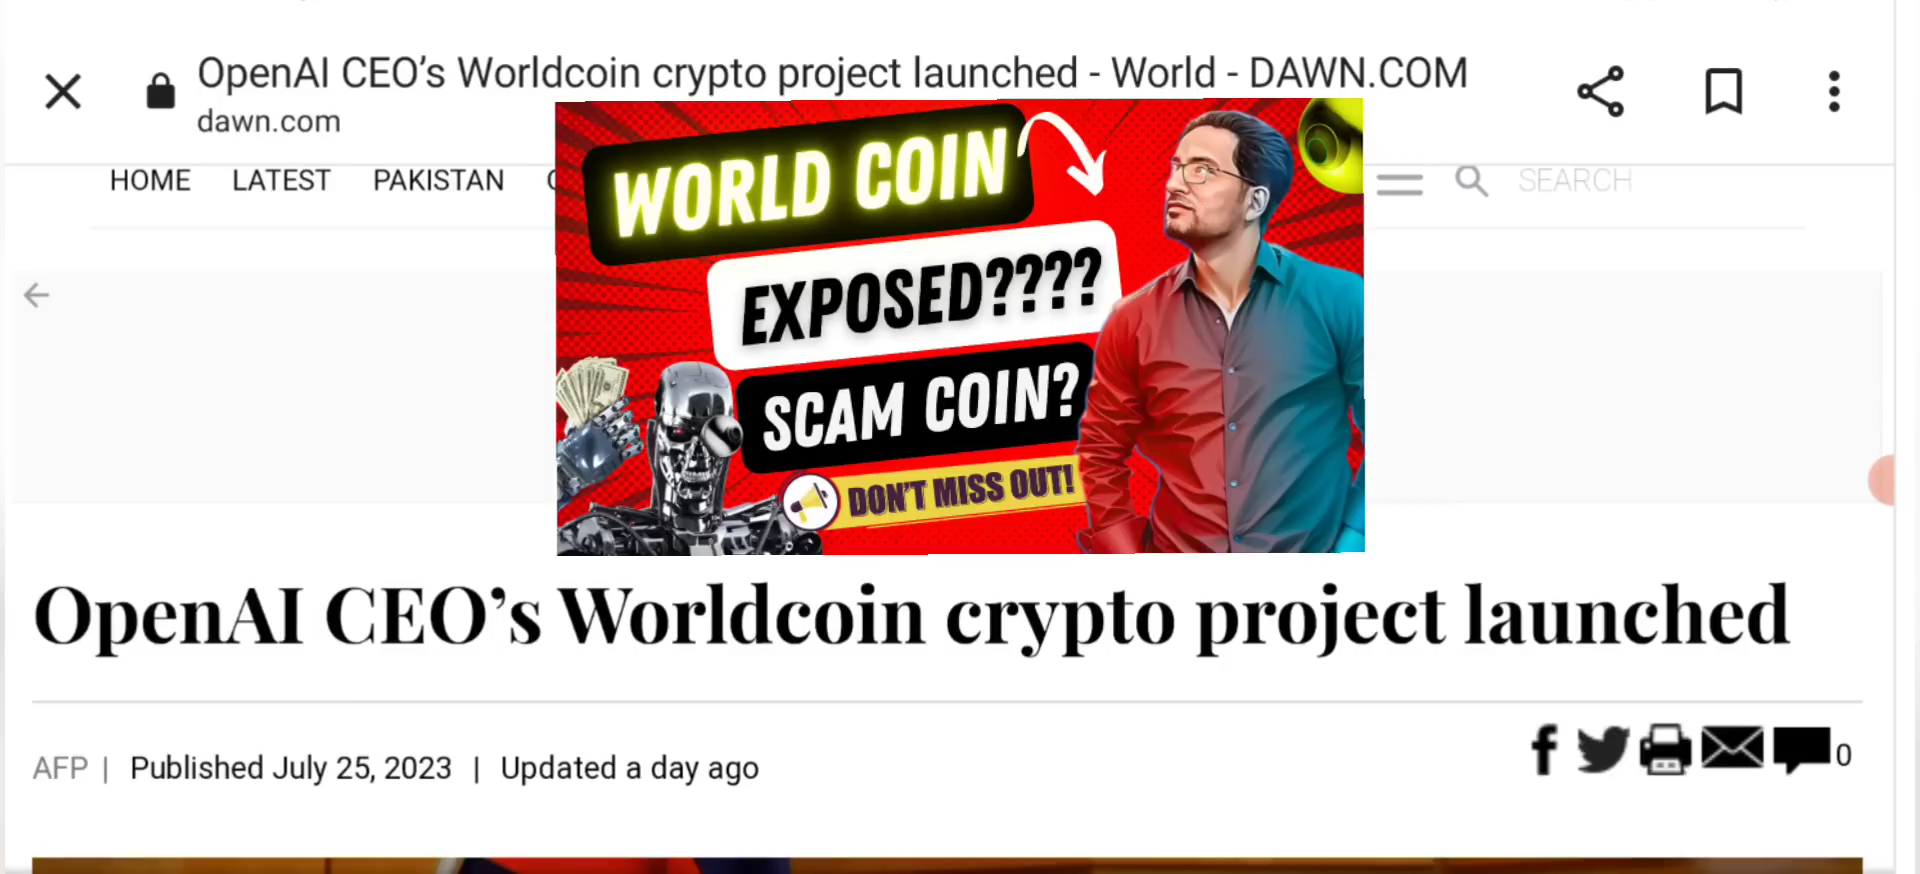 OpenAI CEO’s Worldcoin crypto project launched - World - DAWN.COM
dawn.com
HOME LATEST PAKISTAN
SEARCH
WORLD COIN
EXPOSED????
SCAM COIN?
DON'T MISS OUT!
OpenAI CEO’s Worldcoin crypto project launched
AFP | Published July 25, 2023 | Updated a day ago
0